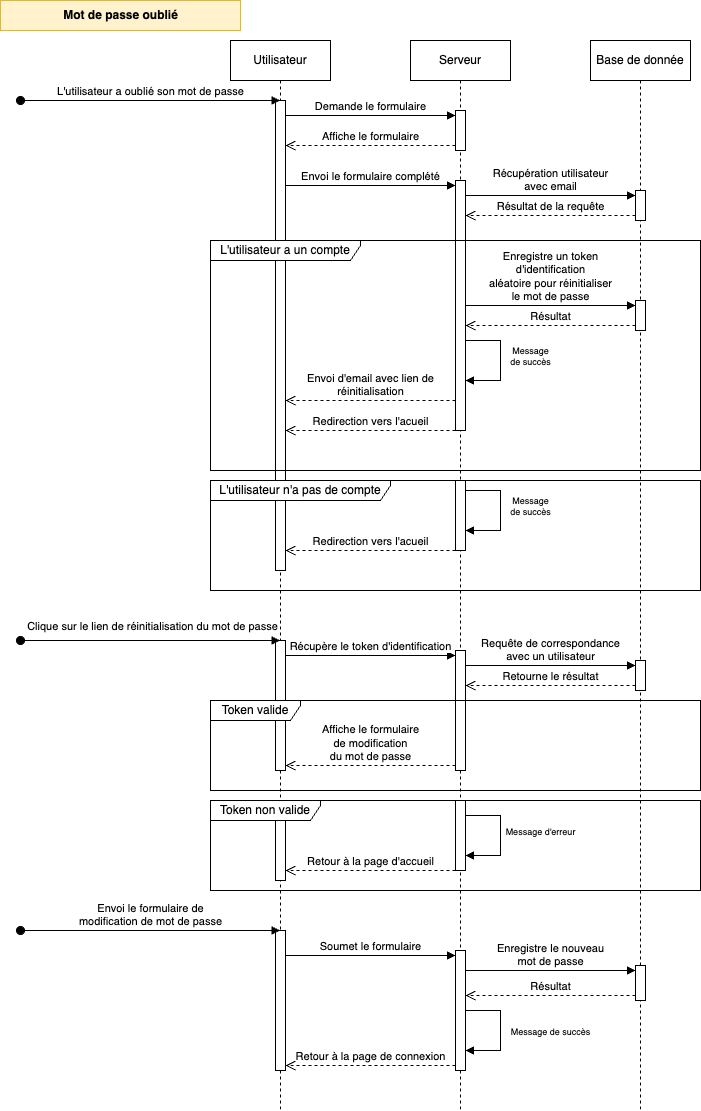 Mot de passe oublié
Utilisateur
Serveur
Base de donnée
L'utilisateur a oublié son mot de passe
Demande le formulaire
Affiche le formulaire
Envoi le formulaire complété
Récupération utilisateur
avec email
Résultat de la requête
L'utilisateur a un compte
Enregistre un token
d'identification
aléatoire pour réinitialiser
le mot de passe
Résultat
Message
de succès
Envoi d'email avec lien de
réinitialisation
Redirection vers l'acueil
L'utilisateur n'a pas de compte
Message
de succès
Redirection vers l'acueil
Clique sur le lien de réinitialisation du mot de passe
Récupère le token d'identification
Requête de correspondance
avec un utilisateur
Retourne le résultat
Token valide
Affiche le formulaire
de modification
du mot de passe
Token non valide
Message d'erreur
Retour à la page d'accueil
Envoi le formulaire de
modification de mot de passe
Soumet le formulaire
Enregistre le nouveau
mot de passe
Résultat
Message de succès
Retour à la page de connexion